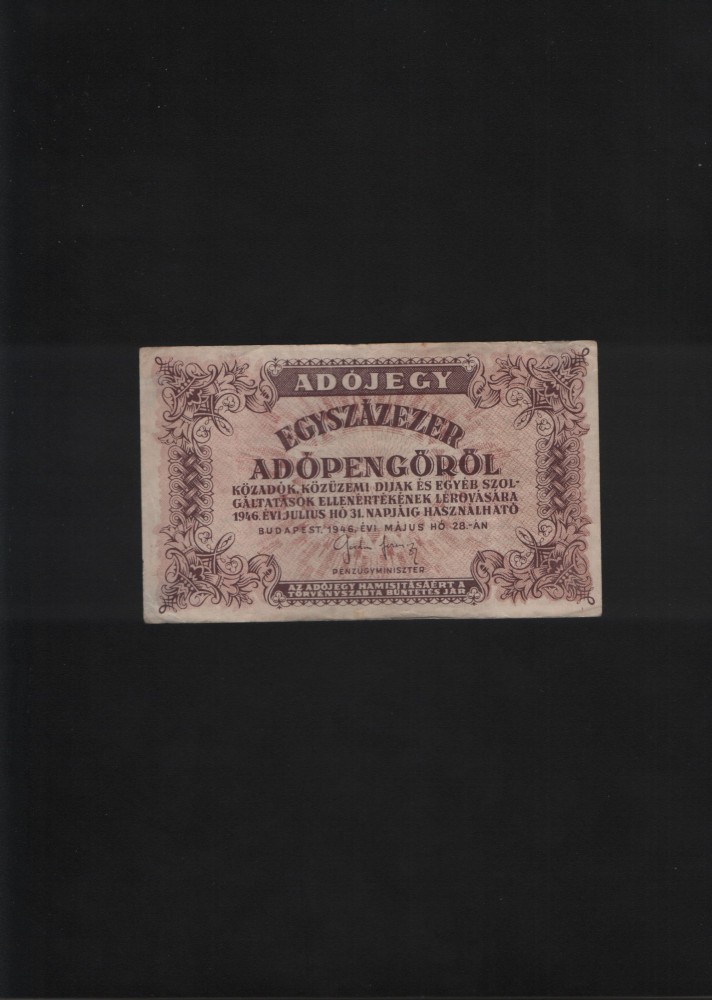 ADÓJEGY
EGYSZÁZEZER
ADÓPENGŐRŐL
KÖZADÓK, KÖZÜZEMI DIJAK ÉS EGYÉB SZOL-
GÁLTATÁSOK ELLENÉRTÉKÉNEK LEROVÁSÁRA
1946. ÉVI JULIUS HÓ 31. NAPJÁIG HASZNÁLHATÓ
BUDAPEST, 1946. ÉVI MÁJUS HÓ 28.-ÁN
PÉNZÜGYMINISZTER
AZ ADÓJEGY HAMISITÁSÁÉRT A
TÖRVÉNYSZABTA BÜNTETÉS JÁR